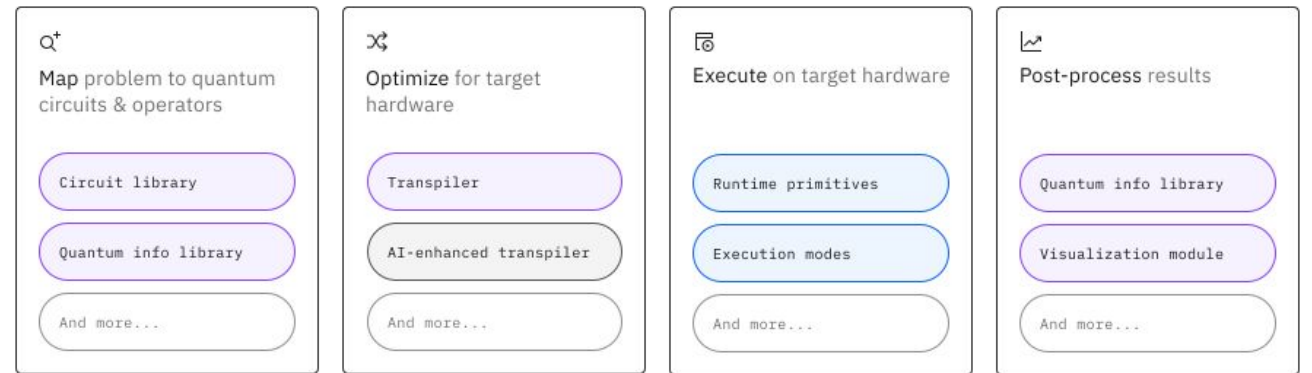 Map problem to quantum
circuits & operators
Circuit library
Quantum info library
And more...
Optimize for target
hardware
Transpiler
AI-enhanced transpiler
And more...
Execute on target hardware
Runtime primitives
Execution modes
And more...
Post-process results
Quantum info library
Visualization module
And more...